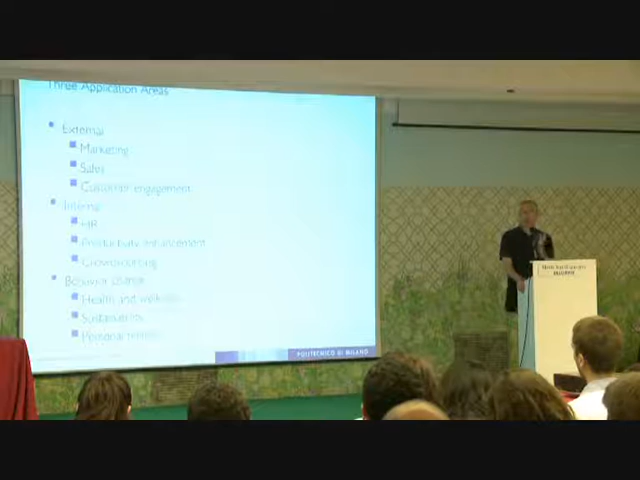 Three Application Areas
External
Marketing
Sales
Customer engagement
Internal
HR
Productivity enhancement
Crowdsourcing
Behavior change
Health and wellness
Sustainability
Personal
POLITECNICO DI MILANO